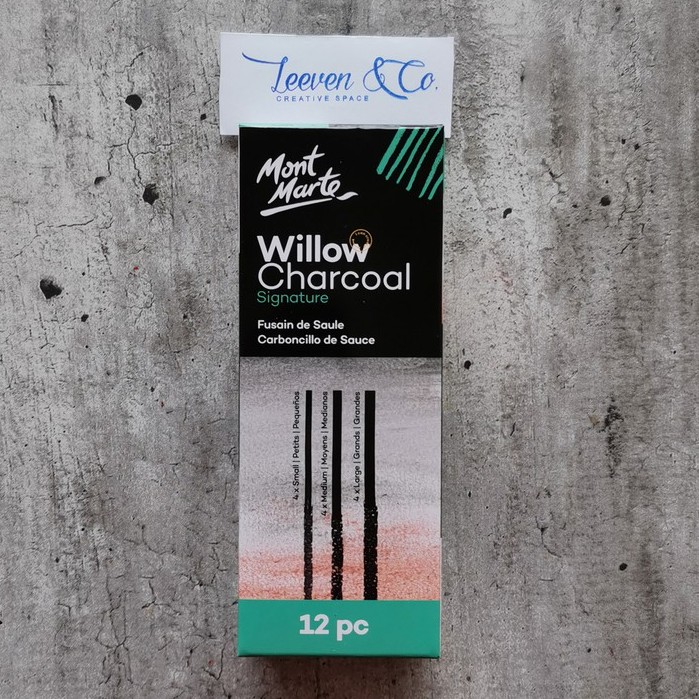 Leeven & Co.
CREATIVE SPACE
Mont
Marte
Willow
Charcoal
Signature
Fusain de Saule
Carboncillo de Sauce
4 x Small | Petits | Pequeños
4 x Medium | Moyens | Medianos
4 x Large | Grands | Grandes
12 pc